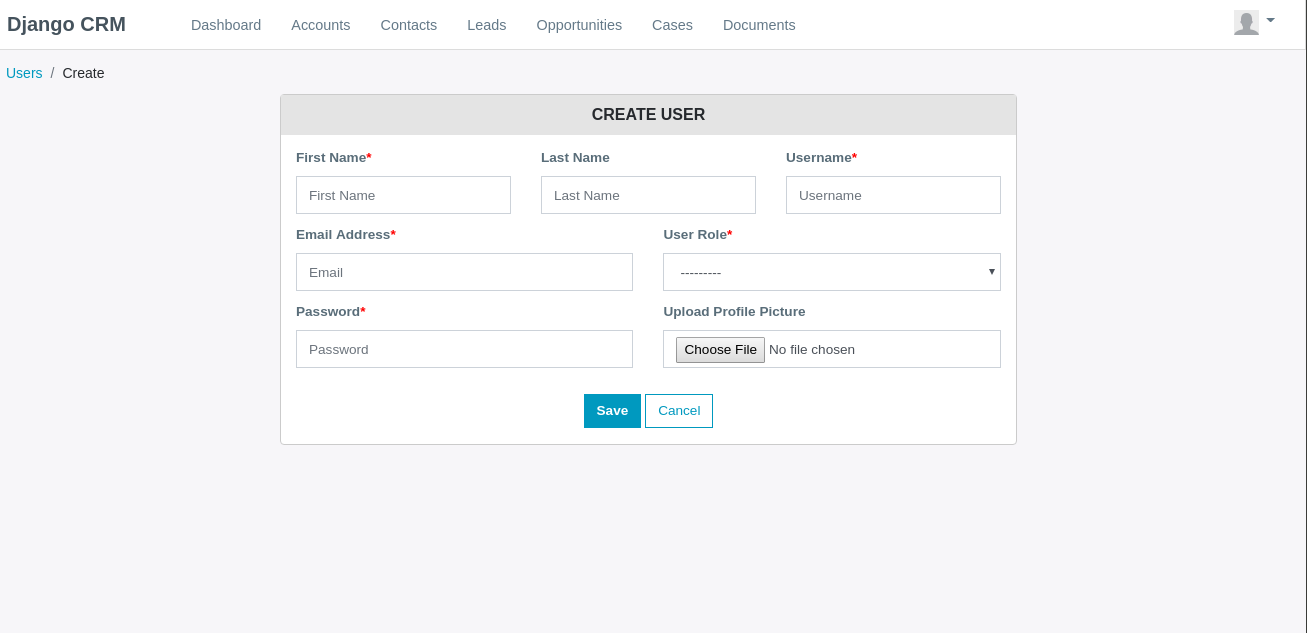 Django CRM Dashboard Accounts Contacts Leads Opportunities Cases Documents
Users / Create
CREATE USER
First Name* Last Name Username*
First Name Last Name Username
Email Address* User Role*
Email ---------
Password* Upload Profile Picture
Password Choose File No file chosen
Save Cancel